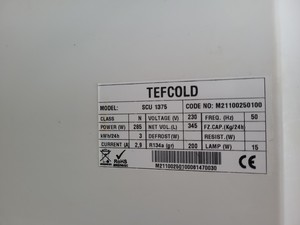 TEFCOLD
MODEL: SCU 1375 CODE NO: M21100250100
CLASS N VOLTAGE (V) 230 FREQ. (Hz) 50
POWER (W) 285 NET VOL.(L) 345 FZ.CAP.(Kg/24h)
kWh/24h 3 DEFROST(W) RESIST.(W)
CURRENT (A) 2,9 R134a (gr) 200 LAMP (W) 15
RoHS CE